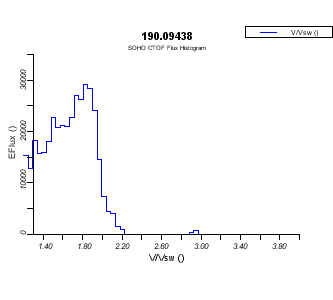 V/Vsw ()
190.09438
SOHO CTOF Flux Histogram
EFlux ()
30000
20000
10000
0
1.40 1.80 2.20 2.60 3.00 3.40 3.80
V/Vsw ()